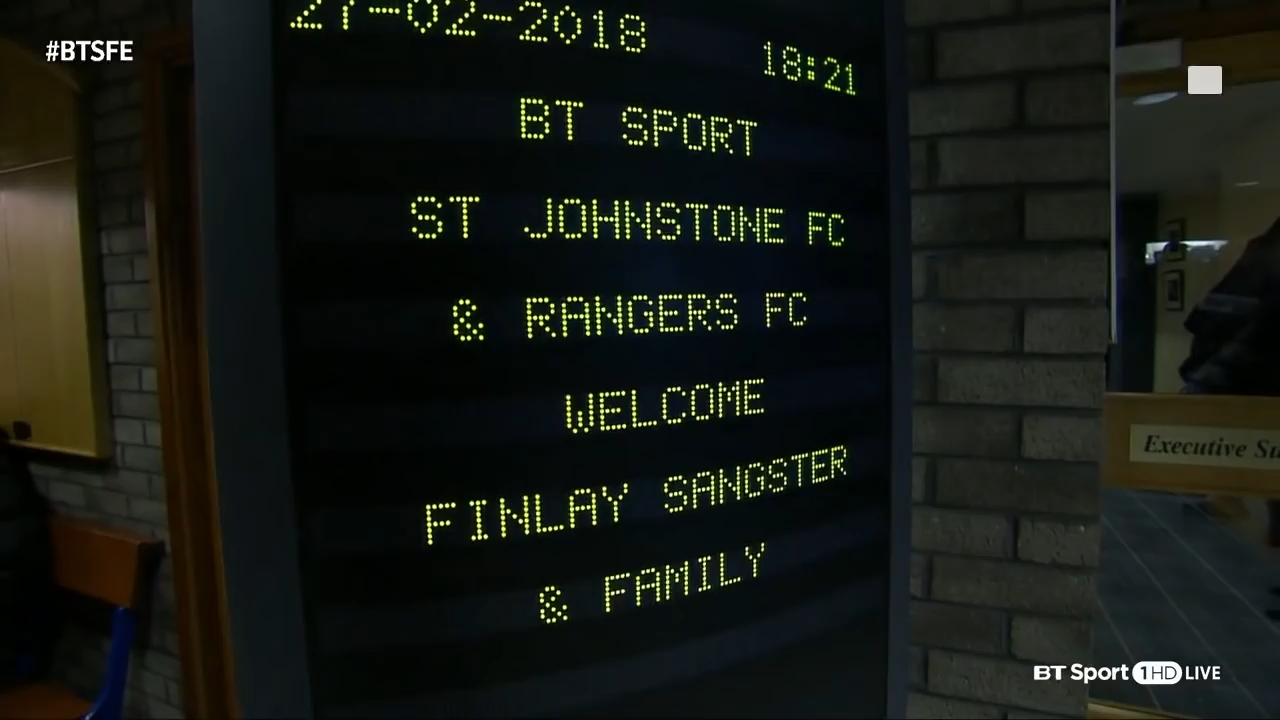 #BTSFE
27-02-2018
18:21
BT SPORT
ST JOHNSTONE FC
& RANGERS FC
WELCOME
FINLAY SANGSTER
& FAMILY
Executive
BT Sport 1HD LIVE